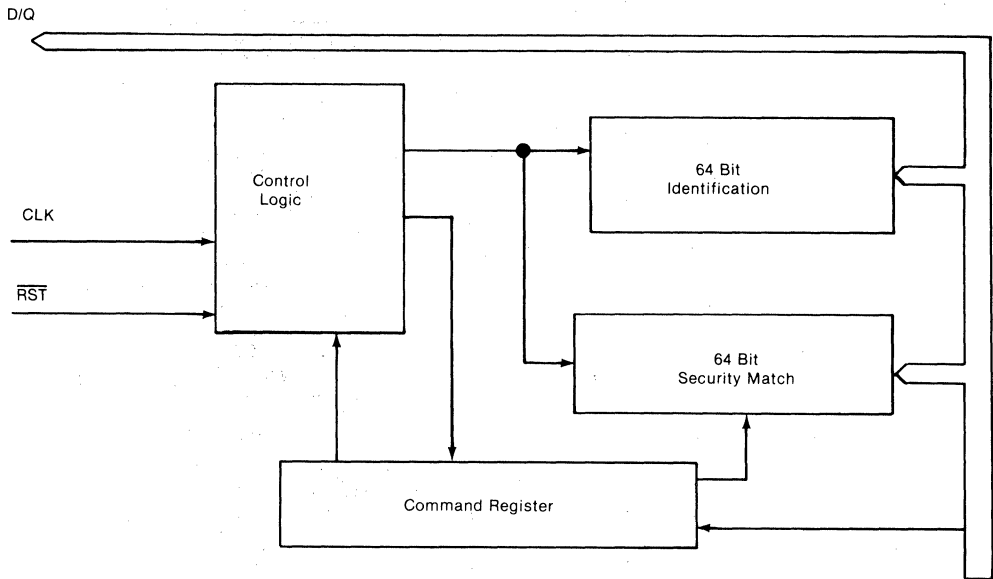 D/Q
Control
Logic
64 Bit
Identification
CLK
RST
64 Bit
Security Match
Command Register